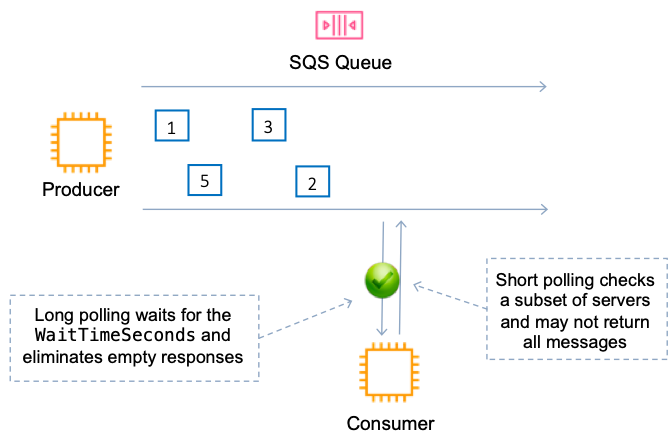 SQS Queue
1
3
Producer
5
2
Short polling checks
a subset of servers
and may not return
all messages
Long polling waits for the
WaitTimeSeconds and
eliminates empty responses
Consumer